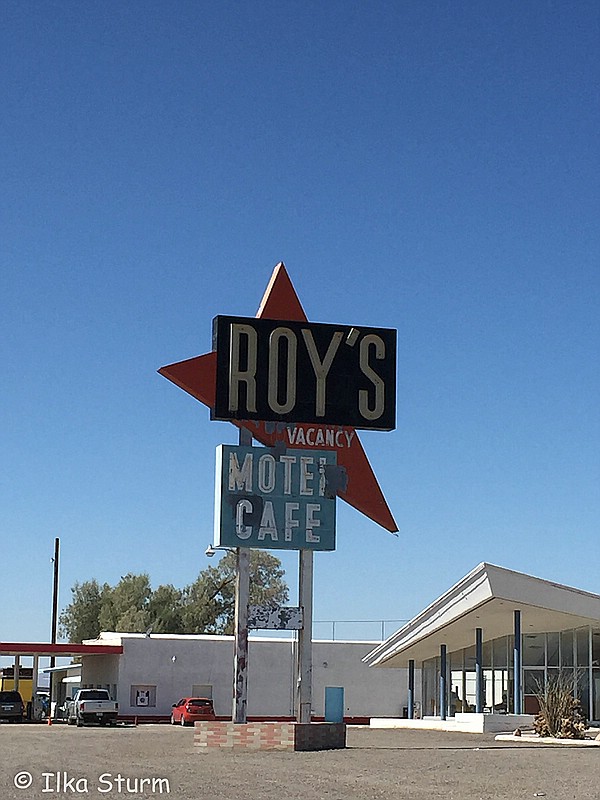 ROY'S
VACANCY
MOTEL
CAFE
© Ilka Sturm